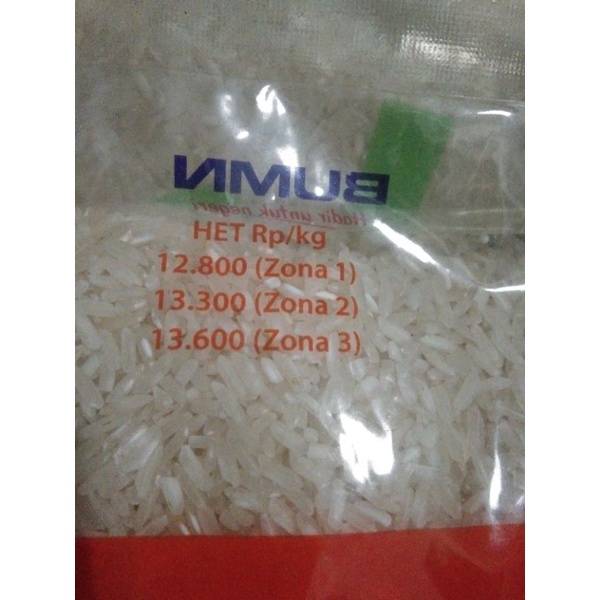 BUMN
Hadir untuk negeri
HET Rp/kg
12.800 (Zona 1)
13.300 (Zona 2)
13.600 (Zona 3)